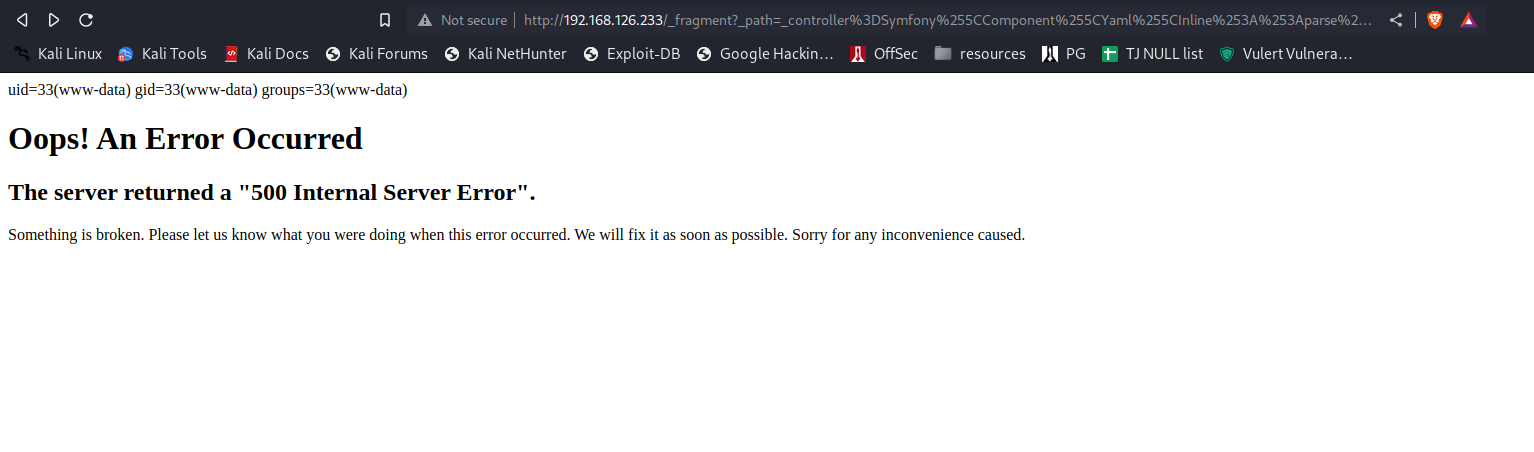 Not secure http://192.168.126.233/_fragment?_path=_controller%3DSymfony%255CComponent%255CYaml%255CInline%253A%253Aparse%2...
Kali Linux Kali Tools Kali Docs Kali Forums Kali NetHunter Exploit-DB Google Hackin... OffSec resources PG TJ NULL list Vulert Vulnera...
uid=33(www-data) gid=33(www-data) groups=33(www-data)
Oops! An Error Occurred
The server returned a "500 Internal Server Error".
Something is broken. Please let us know what you were doing when this error occurred. We will fix it as soon as possible. Sorry for any inconvenience caused.